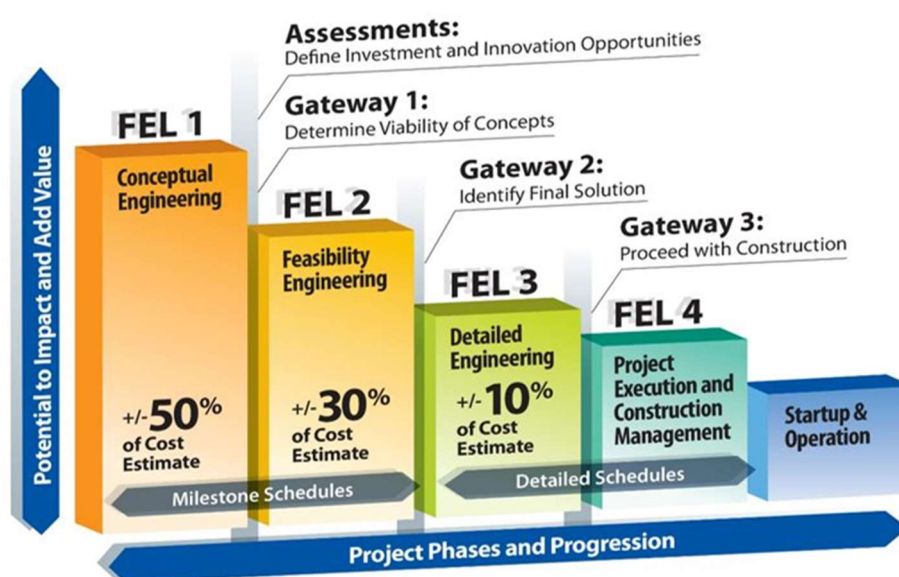 Assessments:
Define Investment and Innovation Opportunities
Gateway 1:
Determine Viability of Concepts
Gateway 2:
Identify Final Solution
Gateway 3:
Proceed with Construction
FEL 1
Conceptual
Engineering
+/-50%
of Cost
Estimate
FEL 2
Feasibility
Engineering
+/-30%
of Cost
Estimate
FEL 3
Detailed
Engineering
+/-10%
of Cost
Estimate
FEL 4
Project
Execution and
Construction
Management
Startup &
Operation
Milestone Schedules
Detailed Schedules
Potential to Impact and Add Value
Project Phases and Progression